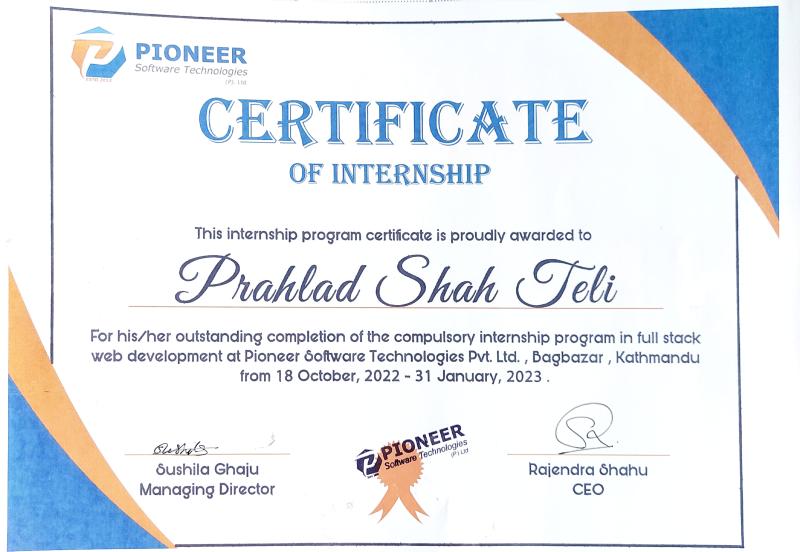 PIONEER
Software Technologies
(P). Ltd
CERTIFICATE
OF INTERNSHIP
This internship program certificate is proudly awarded to
Prahlad Shah Teli
For his/her outstanding completion of the compulsory internship program in full stack
web development at Pioneer Software Technologies Pvt. Ltd. , Bagbazar , Kathmandu
from 18 October, 2022 - 31 January, 2023 .
PIONEER
Software Technologies
(P) Ltd
Sushila Ghaju
Managing Director
Rajendra Shahu
CEO